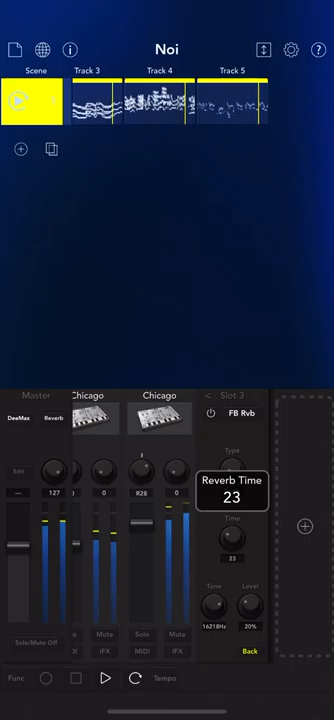 Noi
Scene
Track 3
Track 4
Track 5
Master
Chicago
Chicago
< Slot 3
DeeMax
Reverb
FB Rvb
Type
Edit
Reverb Time
23
---
127
0
R28
0
Time
23
Tone
Level
16218Hz
20%
Mute
Solo
Mute
Solo/Mute Off
IFX
MIDI
IFX
Back
Func
Tempo